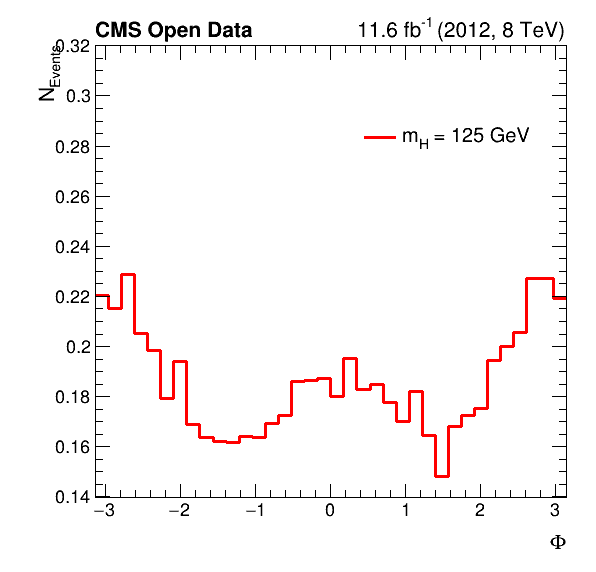 CMS Open Data 11.6 fb⁻¹ (2012, 8 TeV)
N_Events
0.32
0.3
0.28
0.26
0.24
0.22
0.2
0.18
0.16
0.14
m_H = 125 GeV
−3 −2 −1 0 1 2 3
Φ